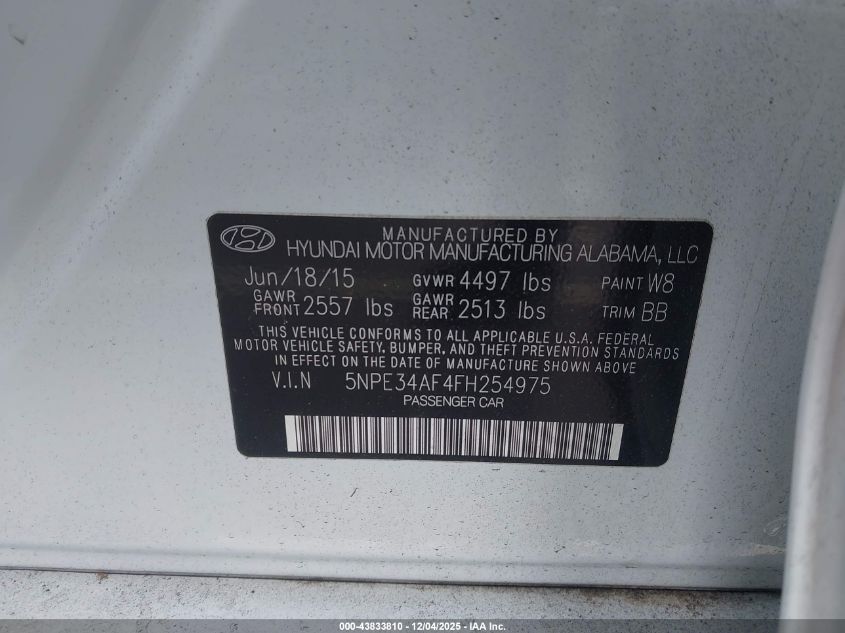 MANUFACTURED BY
HYUNDAI MOTOR MANUFACTURING ALABAMA, LLC
Jun/18/15 GVWR 4497 lbs PAINT W8
GAWR FRONT 2557 lbs GAWR REAR 2513 lbs TRIM BB
THIS VEHICLE CONFORMS TO ALL APPLICABLE U.S.A. FEDERAL
MOTOR VEHICLE SAFETY, BUMPER, AND THEFT PREVENTION STANDARDS
IN EFFECT ON THE DATE OF MANUFACTURE SHOWN ABOVE
V.I.N 5NPE34AF4FH254975
PASSENGER CAR
000-43833810 - 12/04/2025 - IAA Inc.